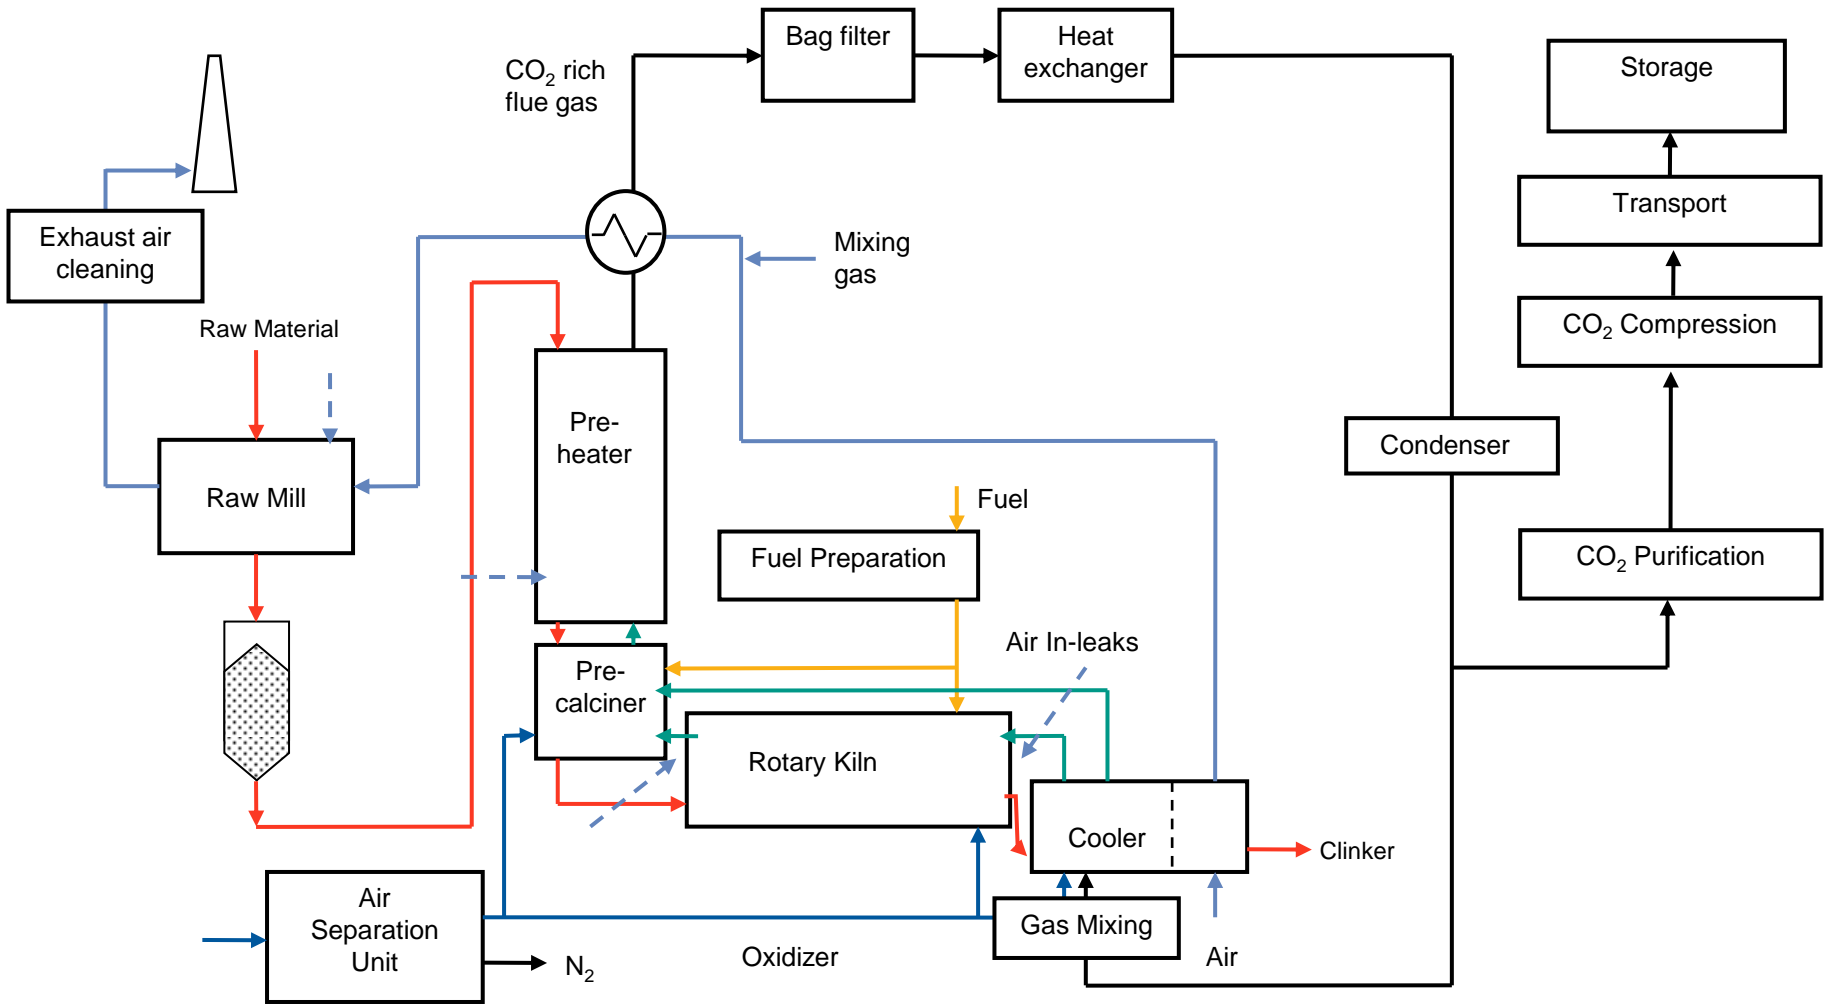 Bag filter
Heat
exchanger
CO₂ rich
flue gas
Storage
Transport
Exhaust air
cleaning
Mixing
gas
Raw Material
CO₂ Compression
Pre-
heater
Condenser
Raw Mill
Fuel
Fuel Preparation
CO₂ Purification
Air In-leaks
Pre-
calciner
Rotary Kiln
Cooler
Clinker
Air
Separation
Unit
Gas Mixing
Oxidizer
Air
N₂